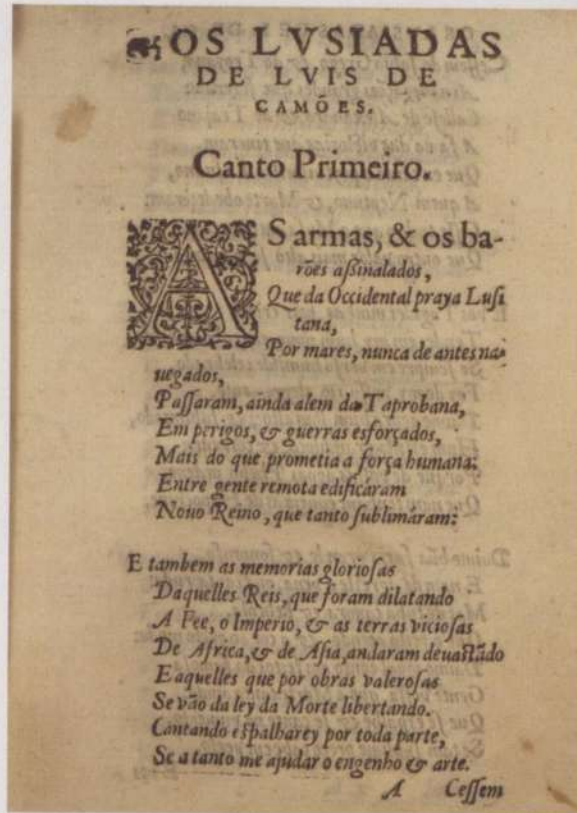 OS LVSIADAS
DE LVIS DE
CAMÕES.
Canto Primeiro.
AS armas, & os ba-
rões aſsinalados,
Que da Occidental praya Luſi
tana,
Por mares, nunca de antes na-
uegados,
Paſſaram, ainda alem da Taprobana,
Em perigos, & guerras esforçados,
Mais do que prometia a força humana.
Entre gente remota edificáram
Nouo Reino, que tanto ſublimáram:
E tambem as memorias glorioſas
Daquelles Reis, que foram dilatando
A Fee, o Imperio, & as terras vicioſas
De Africa, & de Aſia, andaram deuaſtãdo
E aquelles que por obras valeroſas
Se vão da ley da Morte libertando.
Cantando eſpalharey por toda parte,
Se a tanto me ajudar o engenho & arte.
A Ceſſem